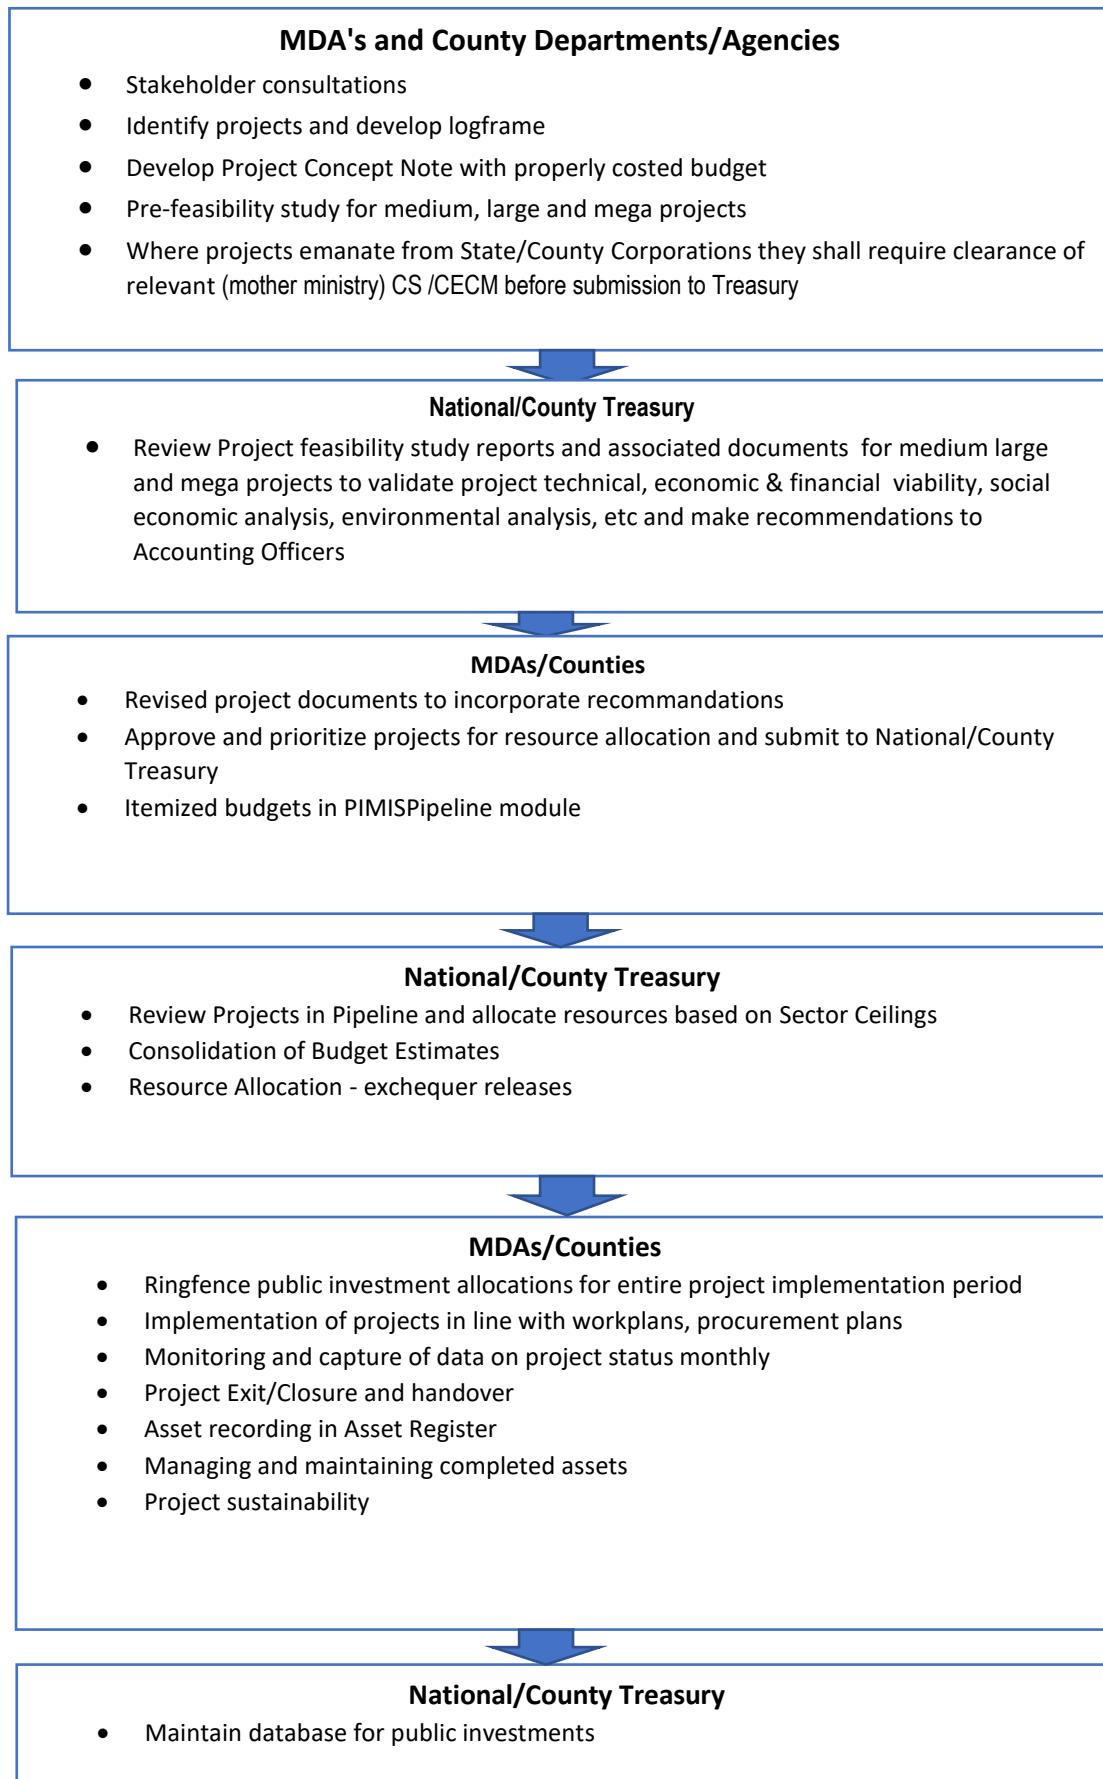 MDA's and County Departments/Agencies
● Stakeholder consultations
● Identify projects and develop logframe
● Develop Project Concept Note with properly costed budget
● Pre-feasibility study for medium, large and mega projects
● Where projects emanate from State/County Corporations they shall require clearance of
relevant (mother ministry) CS /CECM before submission to Treasury
National/County Treasury
● Review Project feasibility study reports and associated documents for medium large
and mega projects to validate project technical, economic & financial viability, social
economic analysis, environmental analysis, etc and make recommendations to
Accounting Officers
MDAs/Counties
• Revised project documents to incorporate recommandations
• Approve and prioritize projects for resource allocation and submit to National/County
Treasury
• Itemized budgets in PIMISPipeline module
National/County Treasury
• Review Projects in Pipeline and allocate resources based on Sector Ceilings
• Consolidation of Budget Estimates
• Resource Allocation - exchequer releases
MDAs/Counties
• Ringfence public investment allocations for entire project implementation period
• Implementation of projects in line with workplans, procurement plans
• Monitoring and capture of data on project status monthly
• Project Exit/Closure and handover
• Asset recording in Asset Register
• Managing and maintaining completed assets
• Project sustainability
National/County Treasury
• Maintain database for public investments